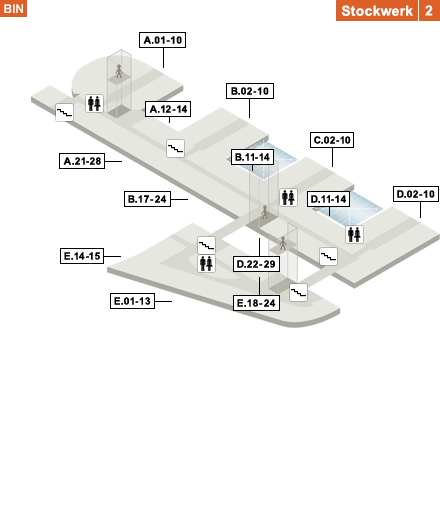 BIN
Stockwerk 2
A.01-10
B.02-10
A.12-14
C.02-10
B.11-14
A.21-28
D.02-10
B.17-24
D.11-14
E.14-15
D.22-29
E.01-13
E.18-24